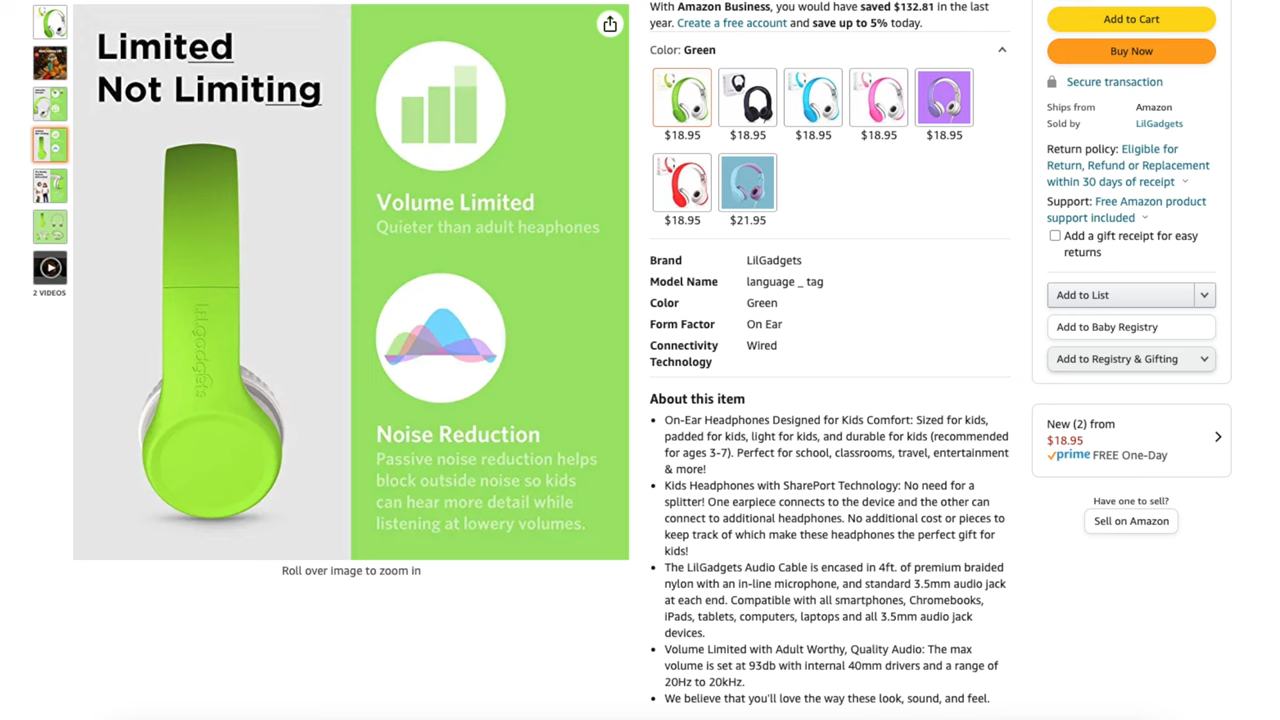 Limited
Not Limiting
Volume Limited
Quieter than adult heaphones
lilgadgets
Noise Reduction
Passive noise reduction helps
block outside noise so kids
can hear more detail while
listening at lowery volumes.
2 VIDEOS
Roll over image to zoom in
With Amazon Business, you would have saved $132.81 in the last
year. Create a free account and save up to 5% today.
Color: Green
$18.95 $18.95 $18.95 $18.95 $18.95
$18.95 $21.95
Brand LilGadgets
Model Name language _ tag
Color Green
Form Factor On Ear
Connectivity Wired
Technology
About this item
• On-Ear Headphones Designed for Kids Comfort: Sized for kids,
padded for kids, light for kids, and durable for kids (recommended
for ages 3-7). Perfect for school, classrooms, travel, entertainment
& more!
• Kids Headphones with SharePort Technology: No need for a
splitter! One earpiece connects to the device and the other can
connect to additional headphones. No additional cost or pieces to
keep track of which make these headphones the perfect gift for
kids!
• The LilGadgets Audio Cable is encased in 4ft. of premium braided
nylon with an in-line microphone, and standard 3.5mm audio jack
at each end. Compatible with all smartphones, Chromebooks,
iPads, tablets, computers, laptops and all 3.5mm audio jack
devices.
• Volume Limited with Adult Worthy, Quality Audio: The max
volume is set at 93db with internal 40mm drivers and a range of
20Hz to 20kHz.
• We believe that you'll love the way these look, sound, and feel.
Add to Cart
Buy Now
Secure transaction
Ships from Amazon
Sold by LilGadgets
Return policy: Eligible for
Return, Refund or Replacement
within 30 days of receipt
Support: Free Amazon product
support included
Add a gift receipt for easy
returns
Add to List
Add to Baby Registry
Add to Registry & Gifting
New (2) from
$18.95
prime FREE One-Day
Have one to sell?
Sell on Amazon